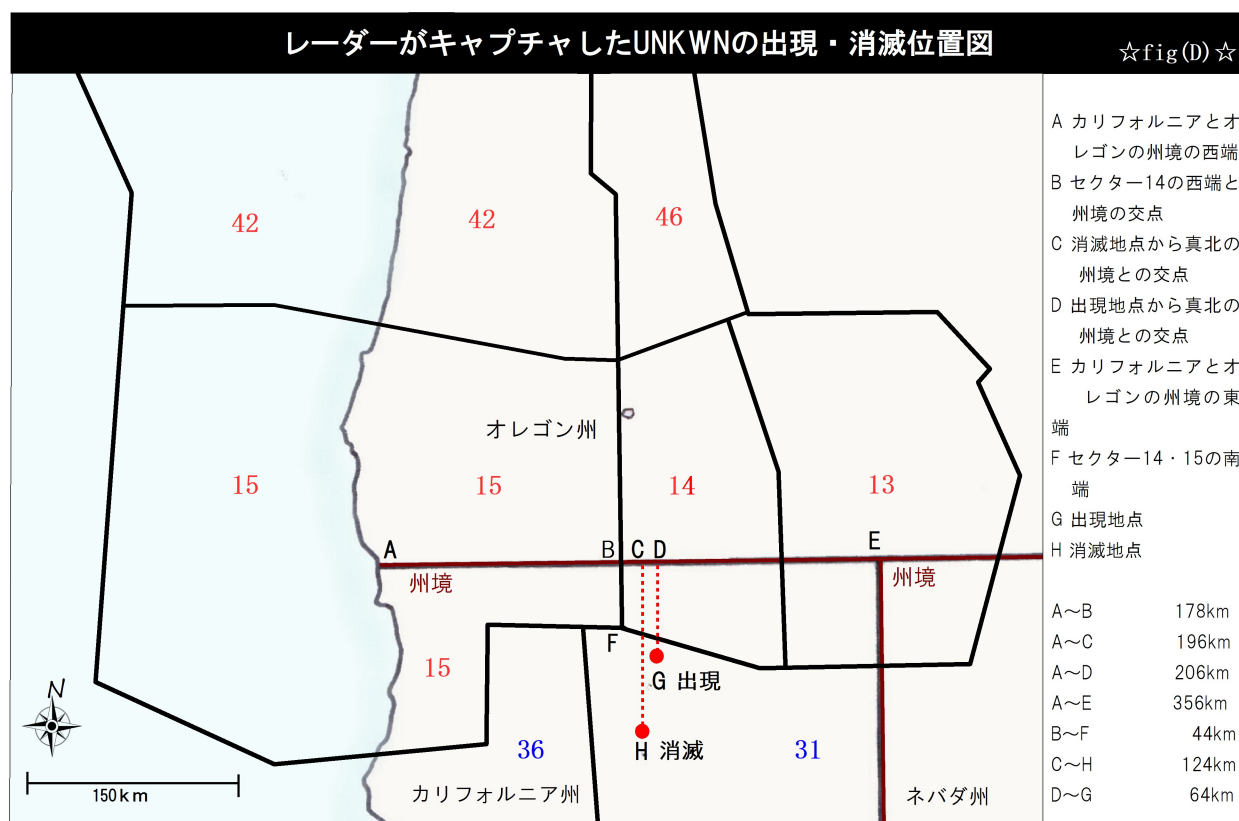 レーダーがキャプチャしたUNKWNの出現・消滅位置図
☆fig(D)☆
42
42
46
オレゴン州
15
15
14
13
A
B
C
D
E
州境
州境
F
15
G 出現
H 消滅
36
31
N
150km
カリフォルニア州
ネバダ州
A カリフォルニアとオ
レゴンの州境の西端
B セクター14の西端と
州境の交点
C 消滅地点から真北の
州境との交点
D 出現地点から真北の
州境との交点
E カリフォルニアとオ
レゴンの州境の東
端
F セクター14・15の南
端
G 出現地点
H 消滅地点
A～B 178km
A～C 196km
A～D 206km
A～E 356km
B～F 44km
C～H 124km
D～G 64km